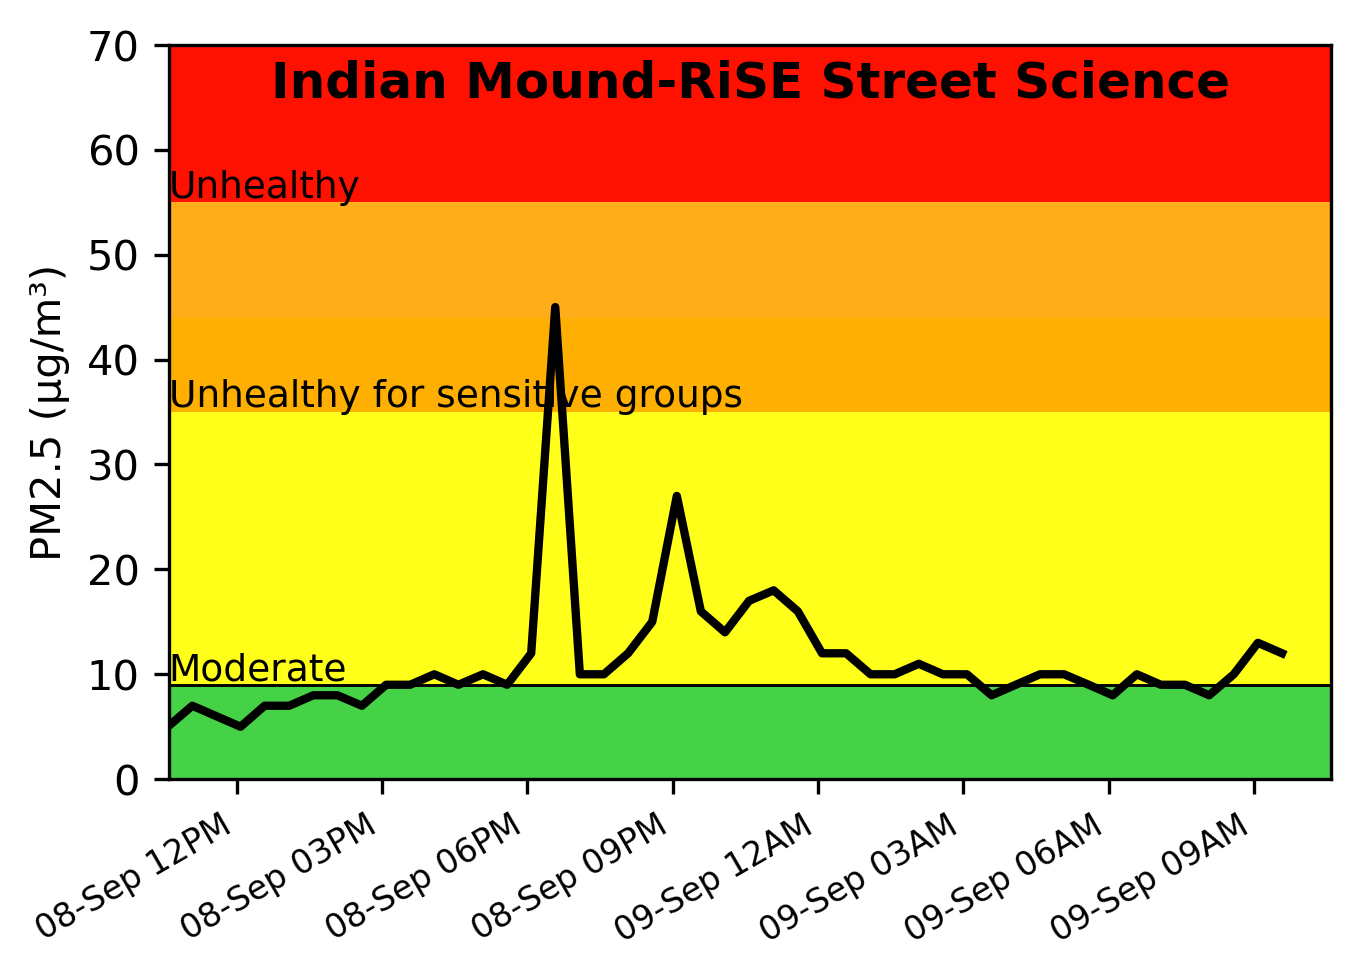 Indian Mound-RiSE Street Science
Unhealthy
Unhealthy for sensitive groups
Moderate
PM2.5 (µg/m³)
70
60
50
40
30
20
10
0
08-Sep 12PM
08-Sep 03PM
08-Sep 06PM
08-Sep 09PM
09-Sep 12AM
09-Sep 03AM
09-Sep 06AM
09-Sep 09AM